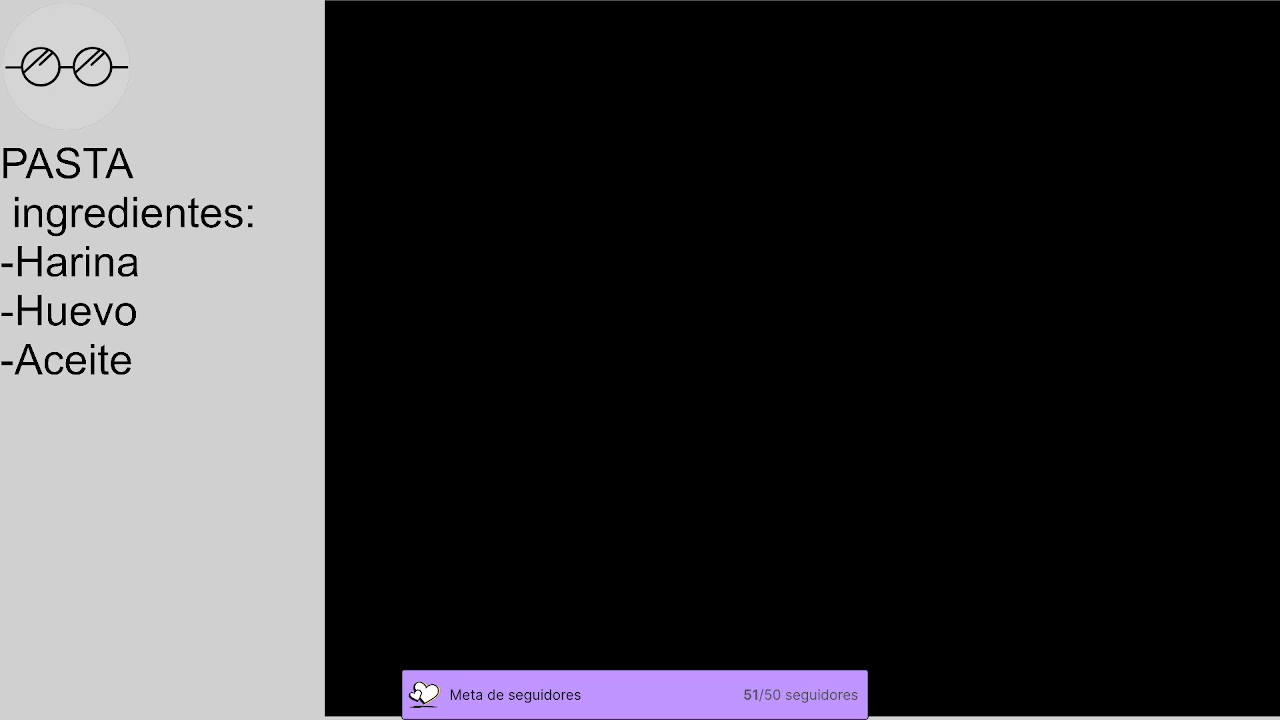 PASTA
ingredientes:
-Harina
-Huevo
-Aceite
Meta de seguidores 51/50 seguidores